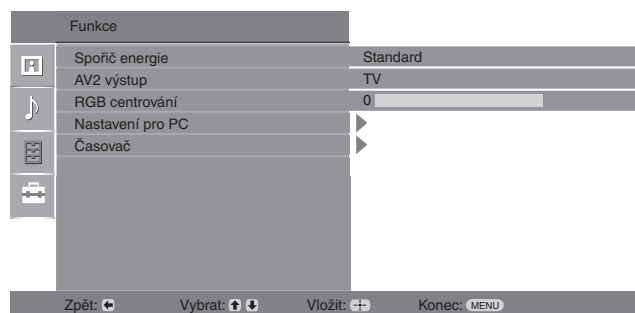 Funkce
Spořič energie Standard
AV2 výstup TV
RGB centrování 0
Nastavení pro PC
Časovač
Zpět: Vybrat: Vložit: Konec: MENU